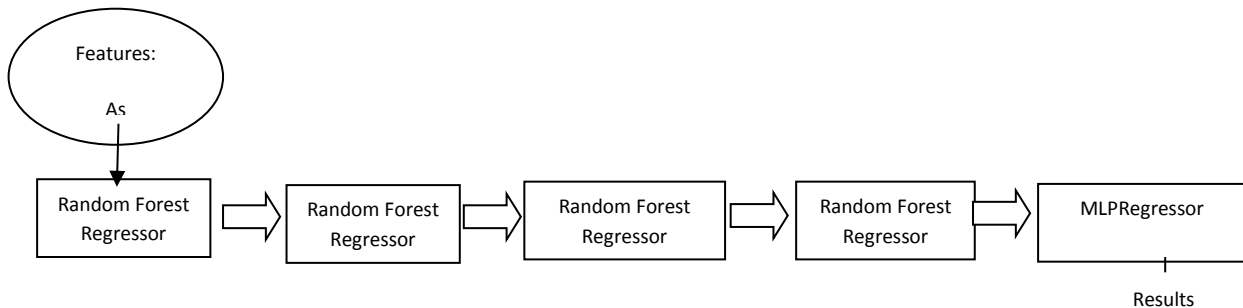 Features:
As
Random Forest
Regressor
Random Forest
Regressor
Random Forest
Regressor
Random Forest
Regressor
MLPRegressor
Results